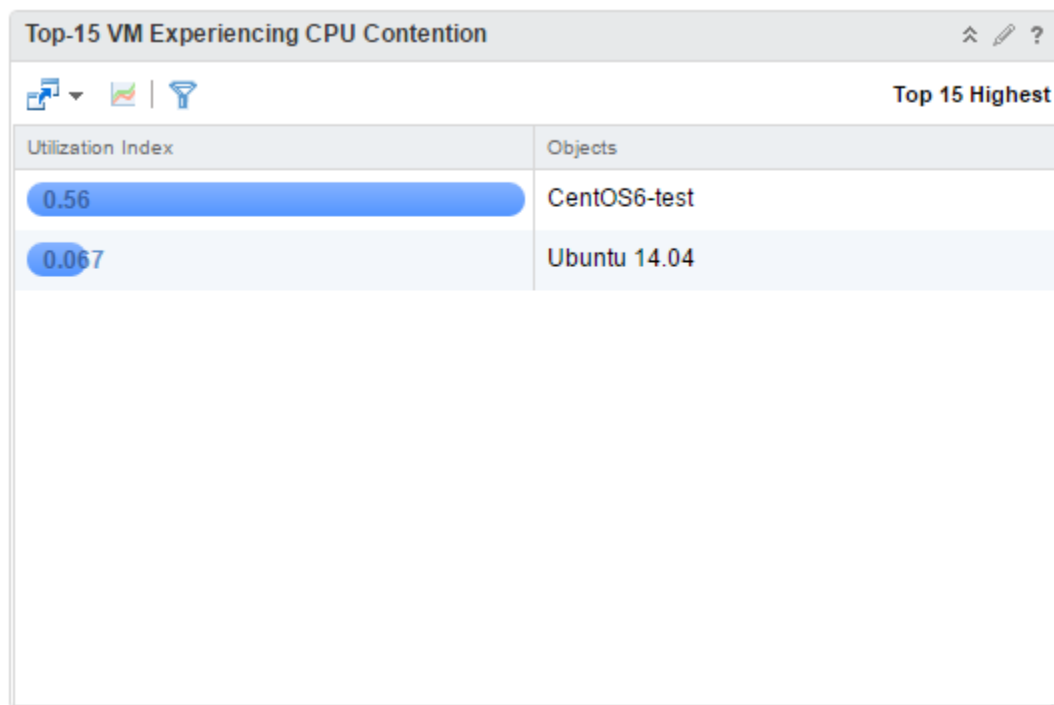 Top-15 VM Experiencing CPU Contention ?
Top 15 Highest
Utilization Index Objects
0.56 CentOS6-test
0.067 Ubuntu 14.04